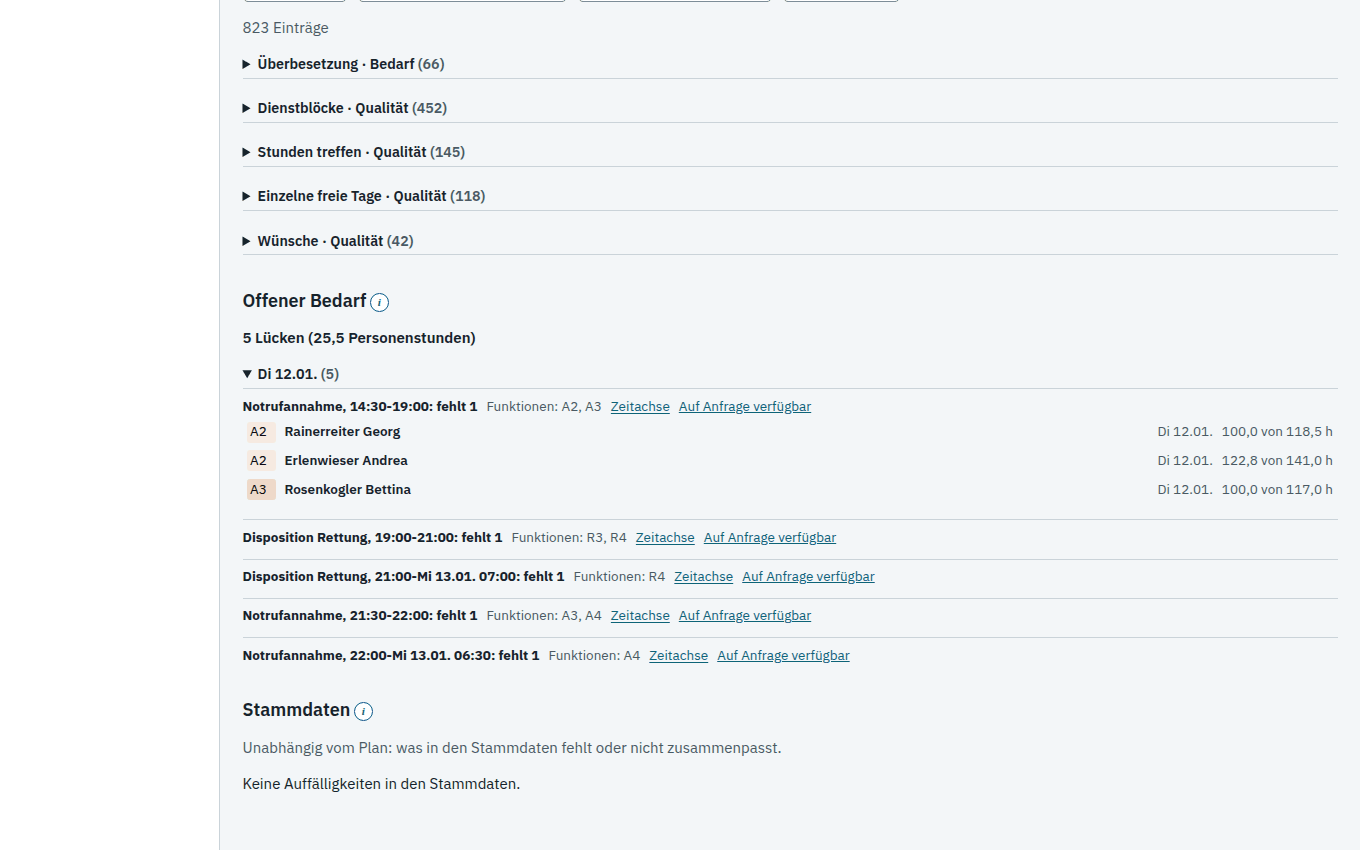 823 Einträge
▶ Überbesetzung · Bedarf (66)
▶ Dienstblöcke · Qualität (452)
▶ Stunden treffen · Qualität (145)
▶ Einzelne freie Tage · Qualität (118)
▶ Wünsche · Qualität (42)
Offener Bedarf i
5 Lücken (25,5 Personenstunden)
▼ Di 12.01. (5)
Notrufannahme, 14:30-19:00: fehlt 1 Funktionen: A2, A3 Zeitachse Auf Anfrage verfügbar
A2 Rainerreiter Georg Di 12.01. 100,0 von 118,5 h
A2 Erlenwieser Andrea Di 12.01. 122,8 von 141,0 h
A3 Rosenkogler Bettina Di 12.01. 100,0 von 117,0 h
Disposition Rettung, 19:00-21:00: fehlt 1 Funktionen: R3, R4 Zeitachse Auf Anfrage verfügbar
Disposition Rettung, 21:00-Mi 13.01. 07:00: fehlt 1 Funktionen: R4 Zeitachse Auf Anfrage verfügbar
Notrufannahme, 21:30-22:00: fehlt 1 Funktionen: A3, A4 Zeitachse Auf Anfrage verfügbar
Notrufannahme, 22:00-Mi 13.01. 06:30: fehlt 1 Funktionen: A4 Zeitachse Auf Anfrage verfügbar
Stammdaten i
Unabhängig vom Plan: was in den Stammdaten fehlt oder nicht zusammenpasst.
Keine Auffälligkeiten in den Stammdaten.